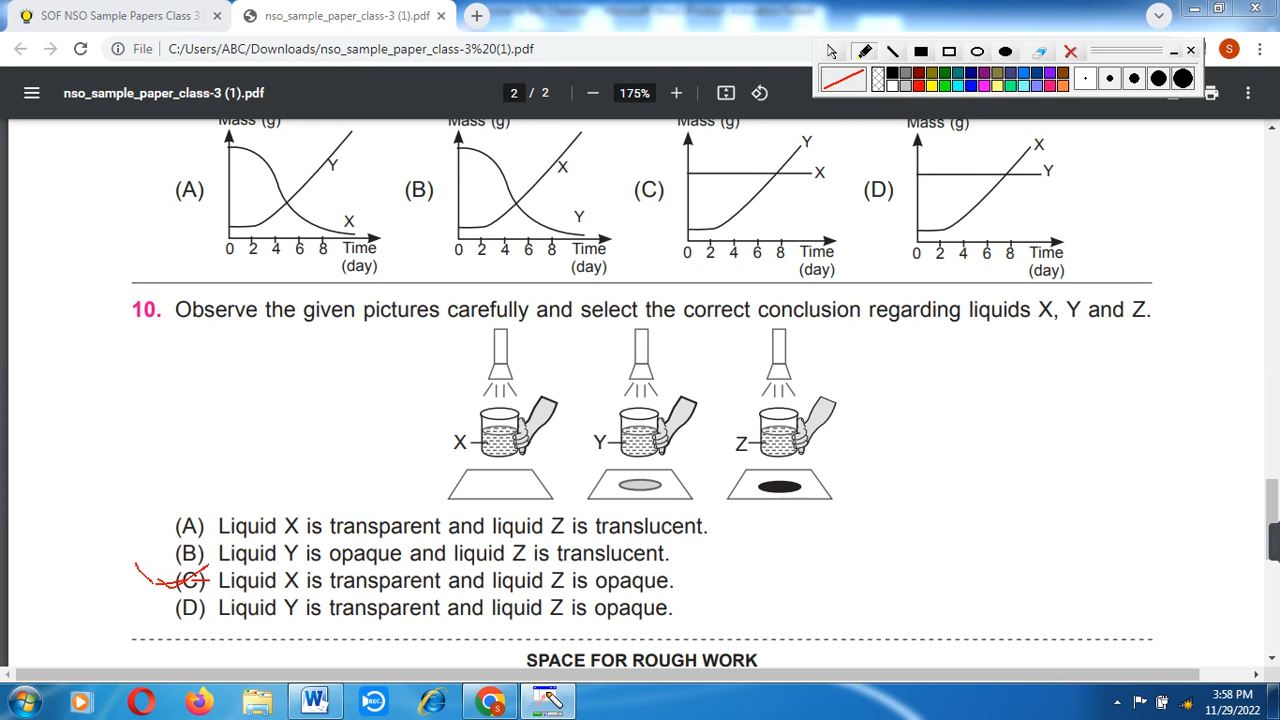 SOF NSO Sample Papers Class 3
nso_sample_paper_class-3 (1).pdf
File
C:/Users/ABC/Downloads/nso_sample_paper_class-3%20(1).pdf
S
nso_sample_paper_class-3 (1).pdf
2 / 2
175%
Mass (g)
Mass (g)
Mass (g)
Mass (g)
(A)
Y
X
0 2 4 6 8 Time
(day)
(B)
X
Y
0 2 4 6 8 Time
(day)
(C)
Y
X
0 2 4 6 8 Time
(day)
(D)
X
Y
0 2 4 6 8 Time
(day)
10. Observe the given pictures carefully and select the correct conclusion regarding liquids X, Y and Z.
X
Y
Z
(A) Liquid X is transparent and liquid Z is translucent.
(B) Liquid Y is opaque and liquid Z is translucent.
(C) Liquid X is transparent and liquid Z is opaque.
(D) Liquid Y is transparent and liquid Z is opaque.
SPACE FOR ROUGH WORK
W
REC
S
3:58 PM
11/29/2022